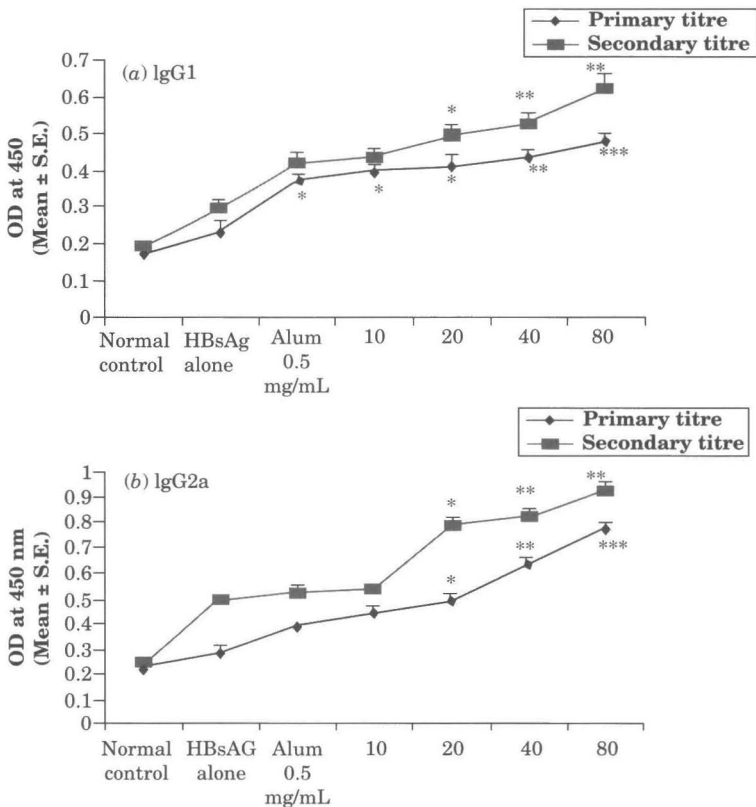 Primary titre
Secondary titre
(a) lgG1
OD at 450
(Mean ± S.E.)
0.7
0.6
0.5
0.4
0.3
0.2
0.1
0
**
**
*
***
**
*
*
*
Normal control
HBsAg alone
Alum 0.5 mg/mL
10
20
40
80
Primary titre
Secondary titre
(b) lgG2a
OD at 450 nm
(Mean ± S.E.)
1
0.9
0.8
0.7
0.6
0.5
0.4
0.3
0.2
0.1
0
**
**
*
***
**
*
Normal control
HBsAG alone
Alum 0.5 mg/mL
10
20
40
80